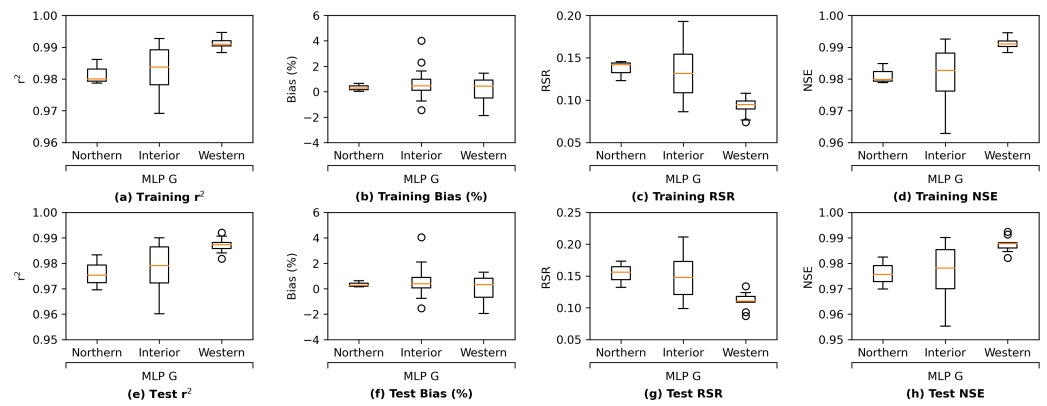 1.00
0.99
0.98
0.97
0.96
r²
Northern Interior Western
MLP G
(a) Training r²
6
4
2
0
−2
−4
Bias (%)
Northern Interior Western
MLP G
(b) Training Bias (%)
0.20
0.15
0.10
0.05
RSR
Northern Interior Western
MLP G
(c) Training RSR
1.00
0.99
0.98
0.97
0.96
NSE
Northern Interior Western
MLP G
(d) Training NSE
1.00
0.99
0.98
0.97
0.96
0.95
r²
Northern Interior Western
MLP G
(e) Test r²
6
4
2
0
−2
−4
Bias (%)
Northern Interior Western
MLP G
(f) Test Bias (%)
0.25
0.20
0.15
0.10
0.05
RSR
Northern Interior Western
MLP G
(g) Test RSR
1.00
0.99
0.98
0.97
0.96
0.95
NSE
Northern Interior Western
MLP G
(h) Test NSE